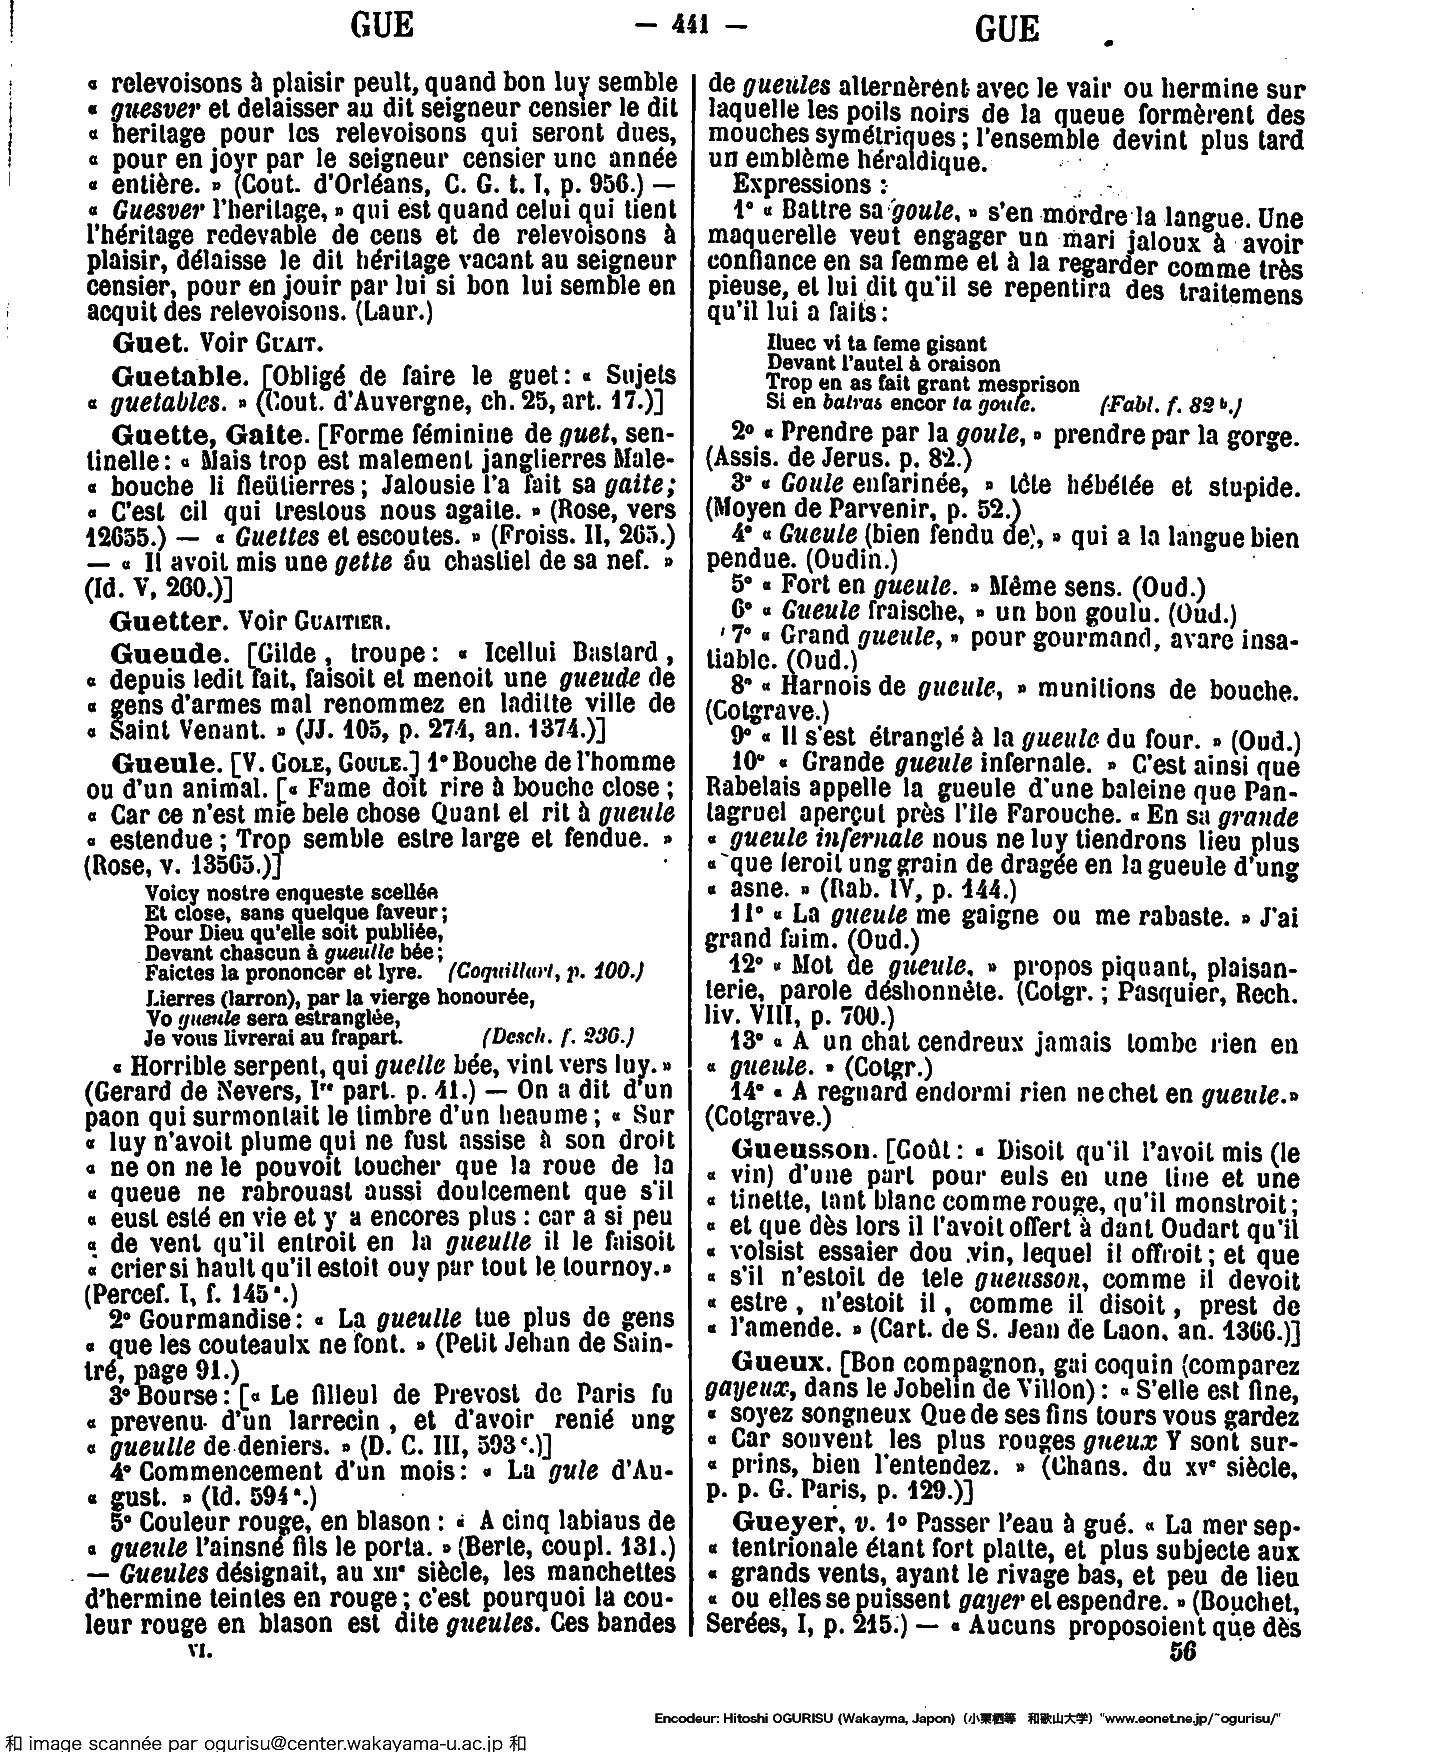 GUE — 441 — GUE
« relevoisons à plaisir peult, quand bon luy semble
« guesver et delaisser au dit seigneur censier le dit
« heritage pour les relevoisons qui seront dues,
« pour en joyr par le seigneur censier une année
« entière. » (Cout. d'Orléans, C. G. t. I, p. 956.) —
« Guesver l'heritage, » qui est quand celui qui tient
l'héritage redevable de cens et de relevoisons à
plaisir, délaisse le dit héritage vacant au seigneur
censier, pour en jouir par lui si bon lui semble en
acquit des relevoisons. (Laur.)
Guet. Voir GUAIT.
Guetable. [Obligé de faire le guet : « Sujets
« guetables. » (Cout. d'Auvergne, ch. 25, art. 17.)]
Guette, Gaite. [Forme féminine de guet, sen-
tinelle : « Mais trop est malement janglierres Male-
« bouche li fleütierres ; Jalousie l'a fait sa gaite ;
« C'est cil qui trestous nous agaite. » (Rose, vers
12655.) — « Guettes et escoutes. » (Froiss. II, 265.)
— « Il avoit mis une gette áu chastiel de sa nef. »
(Id. V, 260.)]
Guetter. Voir GUAITIER.
Gueude. [Gilde, troupe : « Icellui Bastard,
« depuis ledit fait, faisoit et menoit une gueude de
« gens d'armes mal renommez en laditte ville de
« Saint Venant. » (JJ. 105, p. 274, an. 1374.)]
Gueule. [V. GOLE, GOULE.] 1° Bouche de l'homme
ou d'un animal. [« Fame doit rire à bouche close ;
« Car ce n'est mie bele chose Quant el rit à gueule
« estendue ; Trop semble estre large et fendue. »
(Rose, v. 13565.)]
Voicy nostre enqueste scellée
Et close, sans quelque faveur ;
Pour Dieu qu'elle soit publiée,
Devant chascun à gueulle bée ;
Faictes la prononcer et lyre. (Coquillart, p. 100.)
Lierres (larron), par la vierge honourée,
Vo gueule sera estranglée,
Je vous livrerai au frapart. (Desch. f. 236.)
« Horrible serpent, qui guelle bée, vint vers luy. »
(Gerard de Nevers, Ire part. p. 41.) — On a dit d'un
paon qui surmontait le timbre d'un heaume ; « Sur
« luy n'avoit plume qui ne fust assise à son droit
« ne on ne le pouvoit toucher que la roue de la
« queue ne rabrouast aussi doulcement que s'il
« eust esté en vie et y a encores plus : car a si peu
« de vent qu'il entroit en la gueulle il le faisoit
« crier si hault qu'il estoit ouy par tout le tournoy. »
(Percef. I, f. 145ª.)
2° Gourmandise : « La gueulle tue plus de gens
« que les couteaulx ne font. » (Petit Jehan de Sain-
tré, page 91.)
3° Bourse : [« Le filleul de Prevost de Paris fu
« prevenu d'un larrecin, et d'avoir renié ung
« gueulle de deniers. » (D. C. III, 593ᶜ.)]
4° Commencement d'un mois : « La gule d'Au-
« gust. » (Id. 594ª.)
5° Couleur rouge, en blason : « A cinq labiaus de
« gueule l'ainsné fils le porta. » (Berte, coupl. 131.)
— Gueules désignait, au XIIe siècle, les manchettes
d'hermine teintes en rouge ; c'est pourquoi la cou-
leur rouge en blason est dite gueules. Ces bandes
VI.
de gueules alternèrent avec le vair ou hermine sur
laquelle les poils noirs de la queue formèrent des
mouches symétriques ; l'ensemble devint plus tard
un emblème héraldique.
Expressions :
1° « Battre sa goule, » s'en mordre la langue. Une
maquerelle veut engager un mari jaloux à avoir
confiance en sa femme et à la regarder comme très
pieuse, et lui dit qu'il se repentira des traitemens
qu'il lui a faits :
Iluec vi ta feme gisant
Devant l'autel à oraison
Trop en as fait grant mesprison
Si en batras encor ta goule. (Fabl. f. 82ᵇ.)
2° « Prendre par la goule, » prendre par la gorge.
(Assis. de Jerus. p. 82.)
3° « Goule enfarinée, » tête hébétée et stupide.
(Moyen de Parvenir, p. 52.)
4° « Gueule (bien fendu de), » qui a la langue bien
pendue. (Oudin.)
5° « Fort en gueule. » Même sens. (Oud.)
6° « Gueule fraische, » un bon goulu. (Oud.)
7° « Grand gueule, » pour gourmand, avare insa-
tiable. (Oud.)
8° « Harnois de gueule, » munitions de bouche.
(Cotgrave.)
9° « Il s'est étranglé à la gueule du four. » (Oud.)
10° « Grande gueule infernale. » C'est ainsi que
Rabelais appelle la gueule d'une baleine que Pan-
tagruel aperçut près l'île Farouche. « En sa grande
« gueule infernale nous ne luy tiendrons lieu plus
« que feroit ung grain de dragée en la gueule d'ung
« asne. » (Rab. IV, p. 144.)
11° « La gueule me gaigne ou me rabaste. » J'ai
grand faim. (Oud.)
12° « Mot de gueule, » propos piquant, plaisan-
terie, parole déshonnète. (Cotgr. ; Pasquier, Rech.
liv. VIII, p. 700.)
13° « A un chat cendreux jamais tombe rien en
« gueule. » (Cotgr.)
14° « A regnard endormi rien ne chet en gueule. »
(Cotgrave.)
Gueusson. [Goût : « Disoit qu'il l'avoit mis (le
« vin) d'une part pour euls en une tine et une
« tinette, tant blanc comme rouge, qu'il monstroit ;
« et que dès lors il l'avoit offert à dant Oudart qu'il
« volsist essaier dou vin, lequel il offroit ; et que
« s'il n'estoit de tele gueusson, comme il devoit
« estre, n'estoit il, comme il disoit, prest de
« l'amende. » (Cart. de S. Jean de Laon, an. 1366.)]
Gueux. [Bon compagnon, gai coquin (comparez
gayeux, dans le Jobelin de Villon) : « S'elle est fine,
« soyez songneux Que de ses fins tours vous gardez
« Car souvent les plus rouges gueux Y sont sur-
« prins, bien l'entendez. » (Chans. du XVe siècle,
p. p. G. Paris, p. 129.)]
Gueyer, v. 1° Passer l'eau à gué. « La mer sep-
« tentrionale étant fort platte, et plus subjecte aux
« grands vents, ayant le rivage bas, et peu de lieu
« ou elles se puissent gayer et espendre. » (Bouchet,
Serées, I, p. 215.) — « Aucuns proposoient que dès
56
Encodeur: Hitoshi OGURISU (Wakayma, Japon) (小栗栖等 和歌山大学) "www.eonet.ne.jp/~ogurisu/"
和 image scannée par ogurisu@center.wakayama-u.ac.jp 和